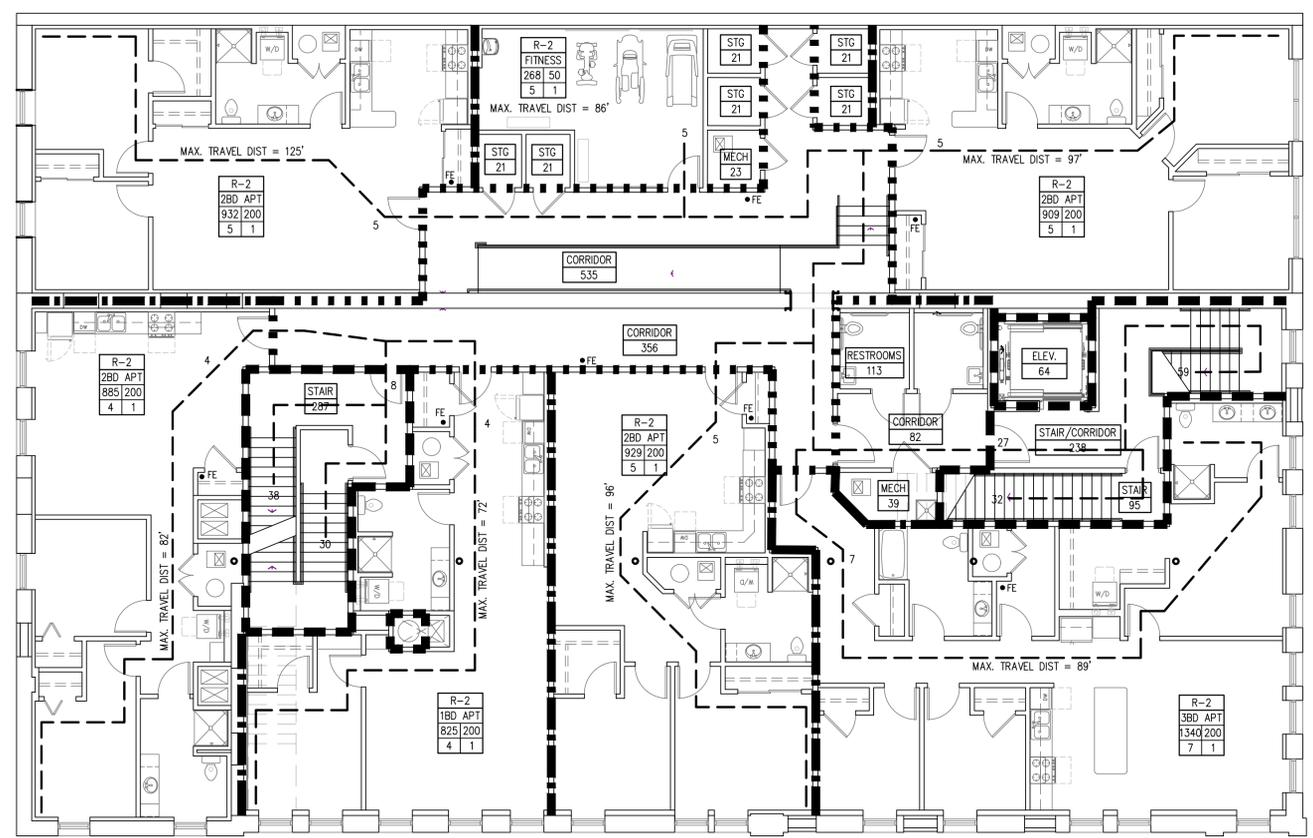 DW
W/D
R-2
FITNESS
268 50
5 1
STG
21
STG
21
STG
21
STG
21
MAX. TRAVEL DIST = 86'
5
STG
21
STG
21
MECH
23
FE
MAX. TRAVEL DIST = 125'
FE
R-2
2BD APT
932 200
5 1
5
W/D
DW
5
MAX. TRAVEL DIST = 97'
R-2
2BD APT
909 200
5 1
FE
CORRIDOR
535
CORRIDOR
356
FE
DW
R-2
2BD APT
885 200
4 1
4
STAIR
287
8
FE
4
DW
FE
38
30
W/D
W/D
MAX. TRAVEL DIST = 82'
MAX. TRAVEL DIST = 72'
R-2
1BD APT
825 200
4 1
R-2
2BD APT
929 200
5 1
FE
5
MAX. TRAVEL DIST = 96'
DW
W/D
RESTROOMS
113
ELEV.
64
59
CORRIDOR
82
27
STAIR/CORRIDOR
238
MECH
39
32
STAIR
95
7
FE
W/D
MAX. TRAVEL DIST = 89'
DW
R-2
3BD APT
1340 200
7 1